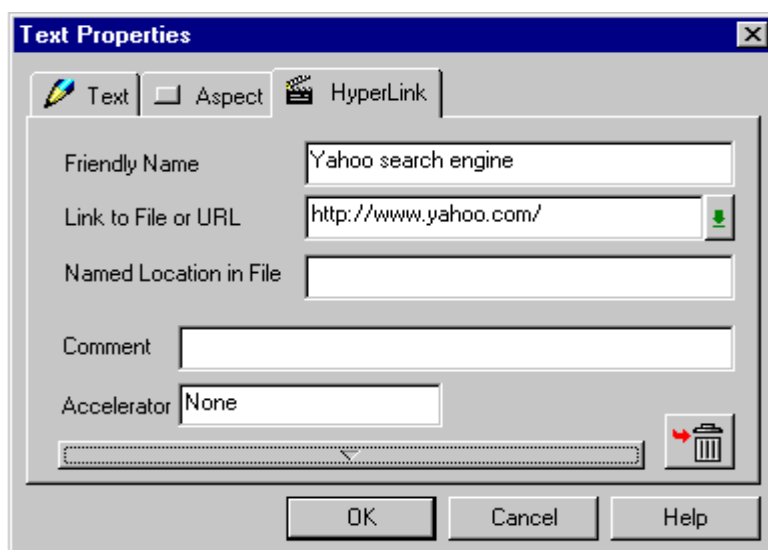 Text Properties
Text Aspect HyperLink
Friendly Name Yahoo search engine
Link to File or URL http://www.yahoo.com/
Named Location in File
Comment
Accelerator None
OK Cancel Help